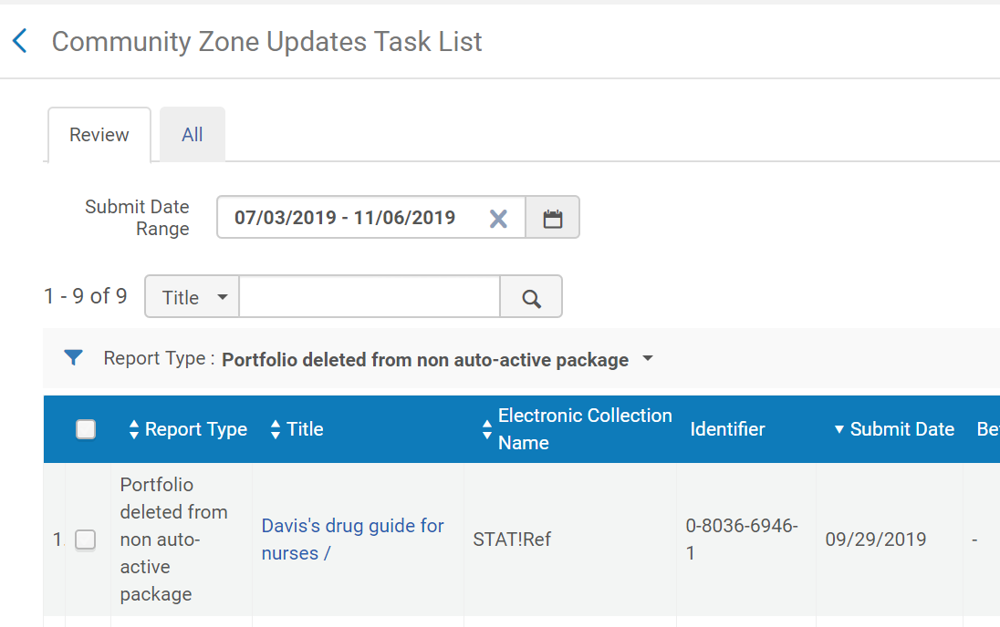 Community Zone Updates Task List
Review
All
Submit Date
Range
07/03/2019 - 11/06/2019
1 - 9 of 9
Title
Report Type :
Portfolio deleted from non auto-active package
Report Type
Title
Electronic Collection
Name
Identifier
Submit Date
1
Portfolio
deleted from
non auto-
active
package
Davis's drug guide for
nurses /
STAT!Ref
0-8036-6946-
1
09/29/2019
-